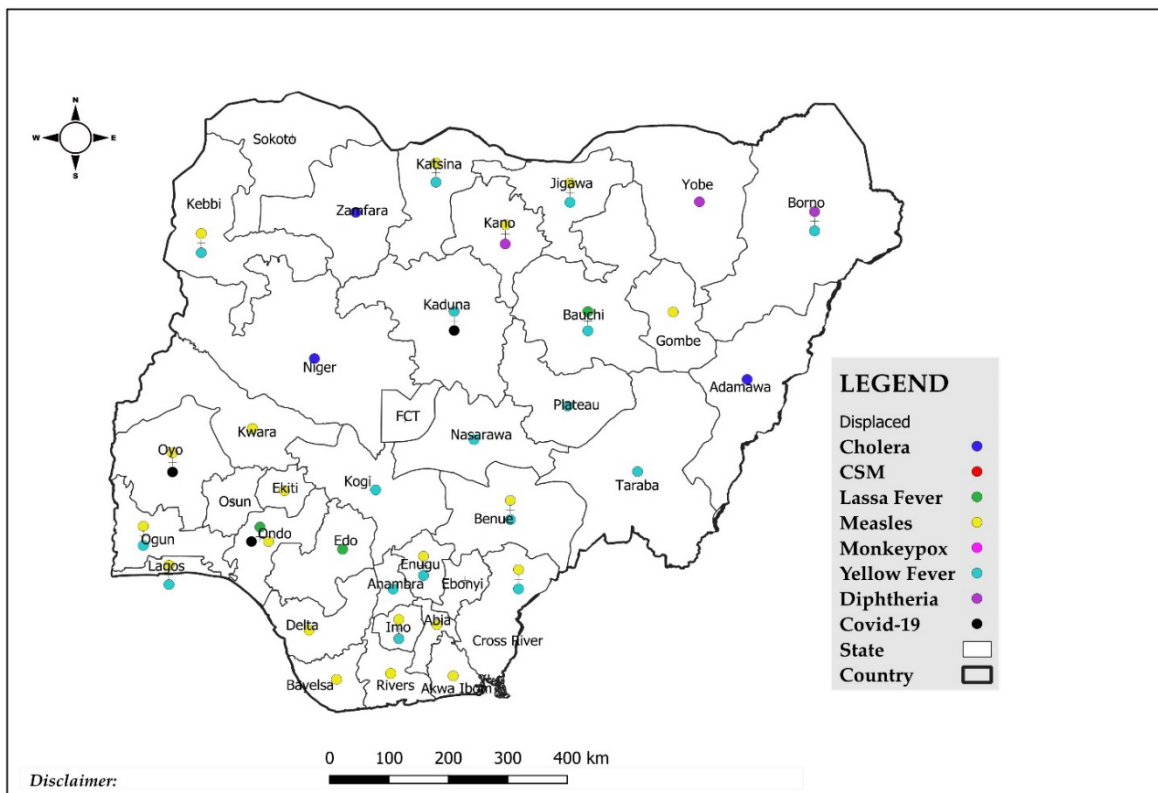 N
W
E
S
Sokoto
Katsina
Jigawa
Yobe
Borno
Kebbi
Zamfara
Kano
Kaduna
Bauchi
Gombe
Niger
Adamawa
FCT
Plateau
Nasarawa
Kwara
Oyo
Taraba
Kogi
Ekiti
Osun
Benue
Ondo
Edo
Ogun
Lagos
Enugu
Anambra
Ebonyi
Delta
Imo
Abia
Cross River
Bayelsa
Rivers
Akwa Ibom
LEGEND
Displaced
Cholera
CSM
Lassa Fever
Measles
Monkeypox
Yellow Fever
Diphtheria
Covid-19
State
Country
0 100 200 300 400 km
Disclaimer: